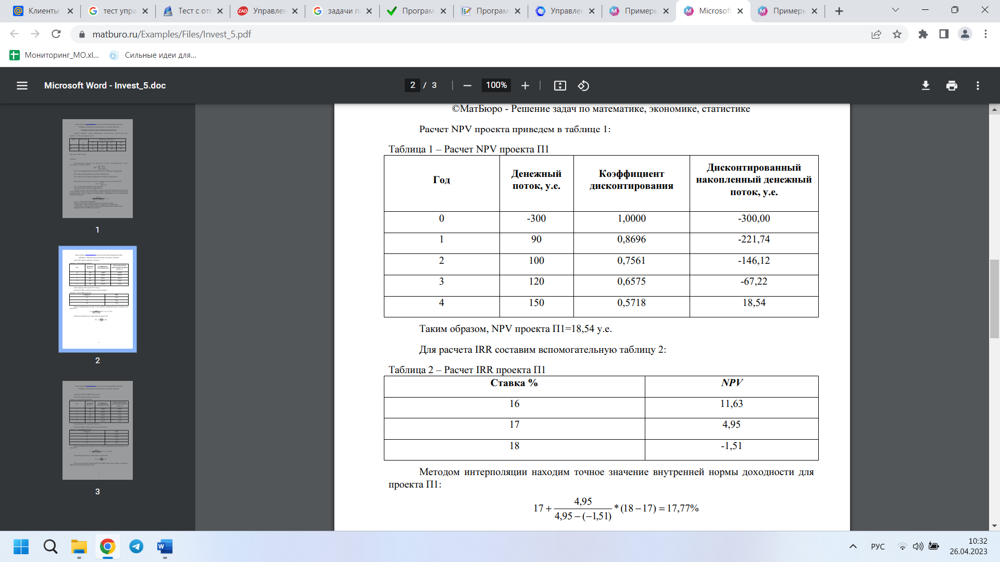 Клиенты
тест упра
Тест с отв
ZAO
Управлен
задачи по
Програм
Програм
Управлен
Примеры
Microsoft
Примеры
matburo.ru/Examples/Files/Invest_5.pdf
Мониторинг_МО.xl...
Сильные идеи для...
Microsoft Word - Invest_5.doc
2 / 3
100%
1
2
3
©МатБюро - Решение задач по математике, экономике, статистике
Расчет NPV проекта приведем в таблице 1:
Таблица 1 – Расчет NPV проекта П1
Год
Денежный поток, у.е.
Коэффициент дисконтирования
Дисконтированный накопленный денежный поток, у.е.
0 -300 1,0000 -300,00
1 90 0,8696 -221,74
2 100 0,7561 -146,12
3 120 0,6575 -67,22
4 150 0,5718 18,54
Таким образом, NPV проекта П1=18,54 у.е.
Для расчета IRR составим вспомогательную таблицу 2:
Таблица 2 – Расчет IRR проекта П1
Ставка % NPV
16 11,63
17 4,95
18 -1,51
Методом интерполяции находим точное значение внутренней нормы доходности для
проекта П1:
17 + 4,95 / 4,95 − (−1,51) * (18 − 17) = 17,77%
РУС
10:32
26.04.2023